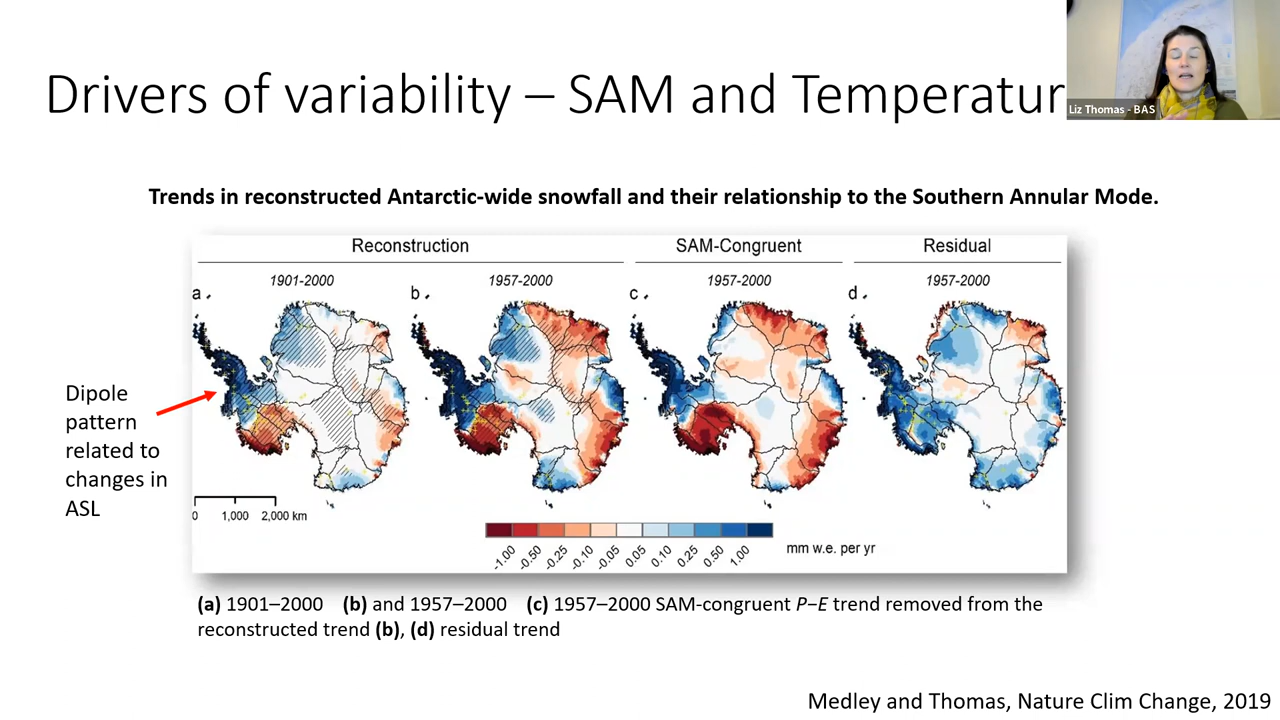 Drivers of variability – SAM and Temperatur
Liz Thomas - BAS
Trends in reconstructed Antarctic-wide snowfall and their relationship to the Southern Annular Mode.
Reconstruction
SAM-Congruent
Residual
1901-2000
1957-2000
1957-2000
1957-2000
a
b
c
d
Dipole
pattern
related to
changes in
ASL
0 1,000 2,000 km
-1.00 -0.50 -0.25 -0.10 -0.05 0.05 0.10 0.25 0.50 1.00
mm w.e. per yr
(a) 1901–2000 (b) and 1957–2000 (c) 1957–2000 SAM-congruent P–E trend removed from the
reconstructed trend (b), (d) residual trend
Medley and Thomas, Nature Clim Change, 2019